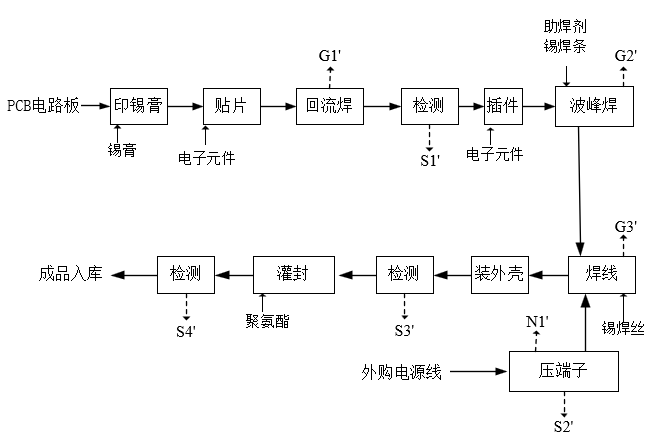 助焊剂
锡焊条
G1'
G2'
PCB电路板
印锡膏
贴片
回流焊
检测
插件
波峰焊
锡膏
电子元件
S1'
电子元件
G3'
成品入库
检测
灌封
检测
装外壳
焊线
S4'
聚氨酯
S3'
N1'
锡焊丝
外购电源线
压端子
S2'